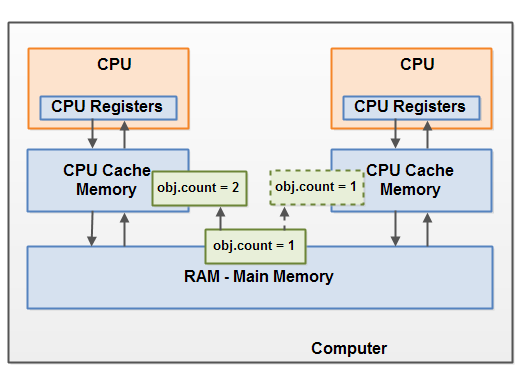 CPU
CPU
CPU Registers
CPU Registers
CPU Cache
Memory
CPU Cache
Memory
obj.count = 2
obj.count = 1
obj.count = 1
RAM - Main Memory
Computer